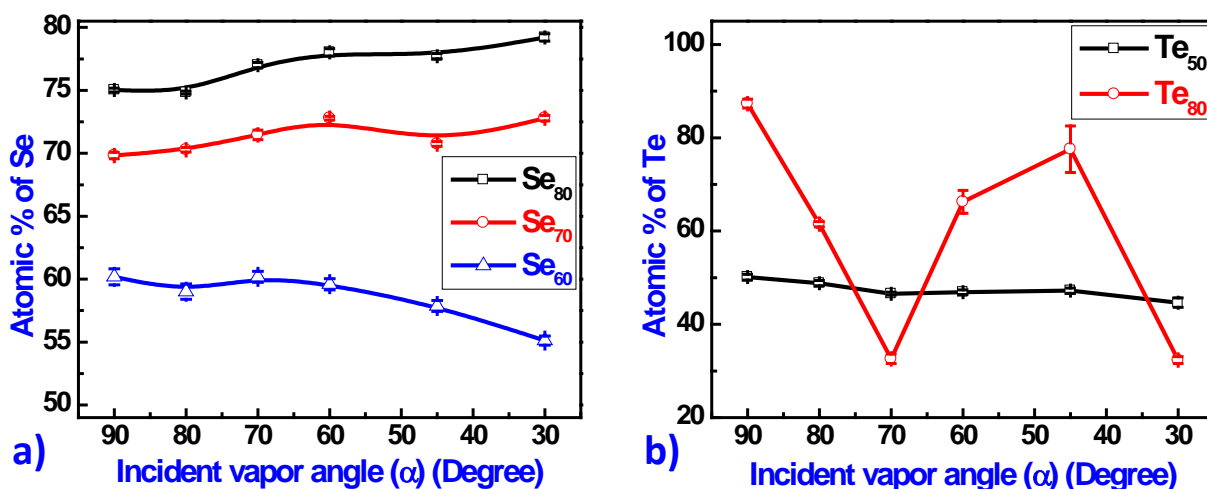 Atomic % of Se
80
75
70
65
60
55
50
Se80
Se70
Se60
90 80 70 60 50 40 30
a)
Incident vapor angle (α) (Degree)
Atomic % of Te
100
80
60
40
20
Te50
Te80
90 80 70 60 50 40 30
b)
Incident vapor angle (α) (Degree)